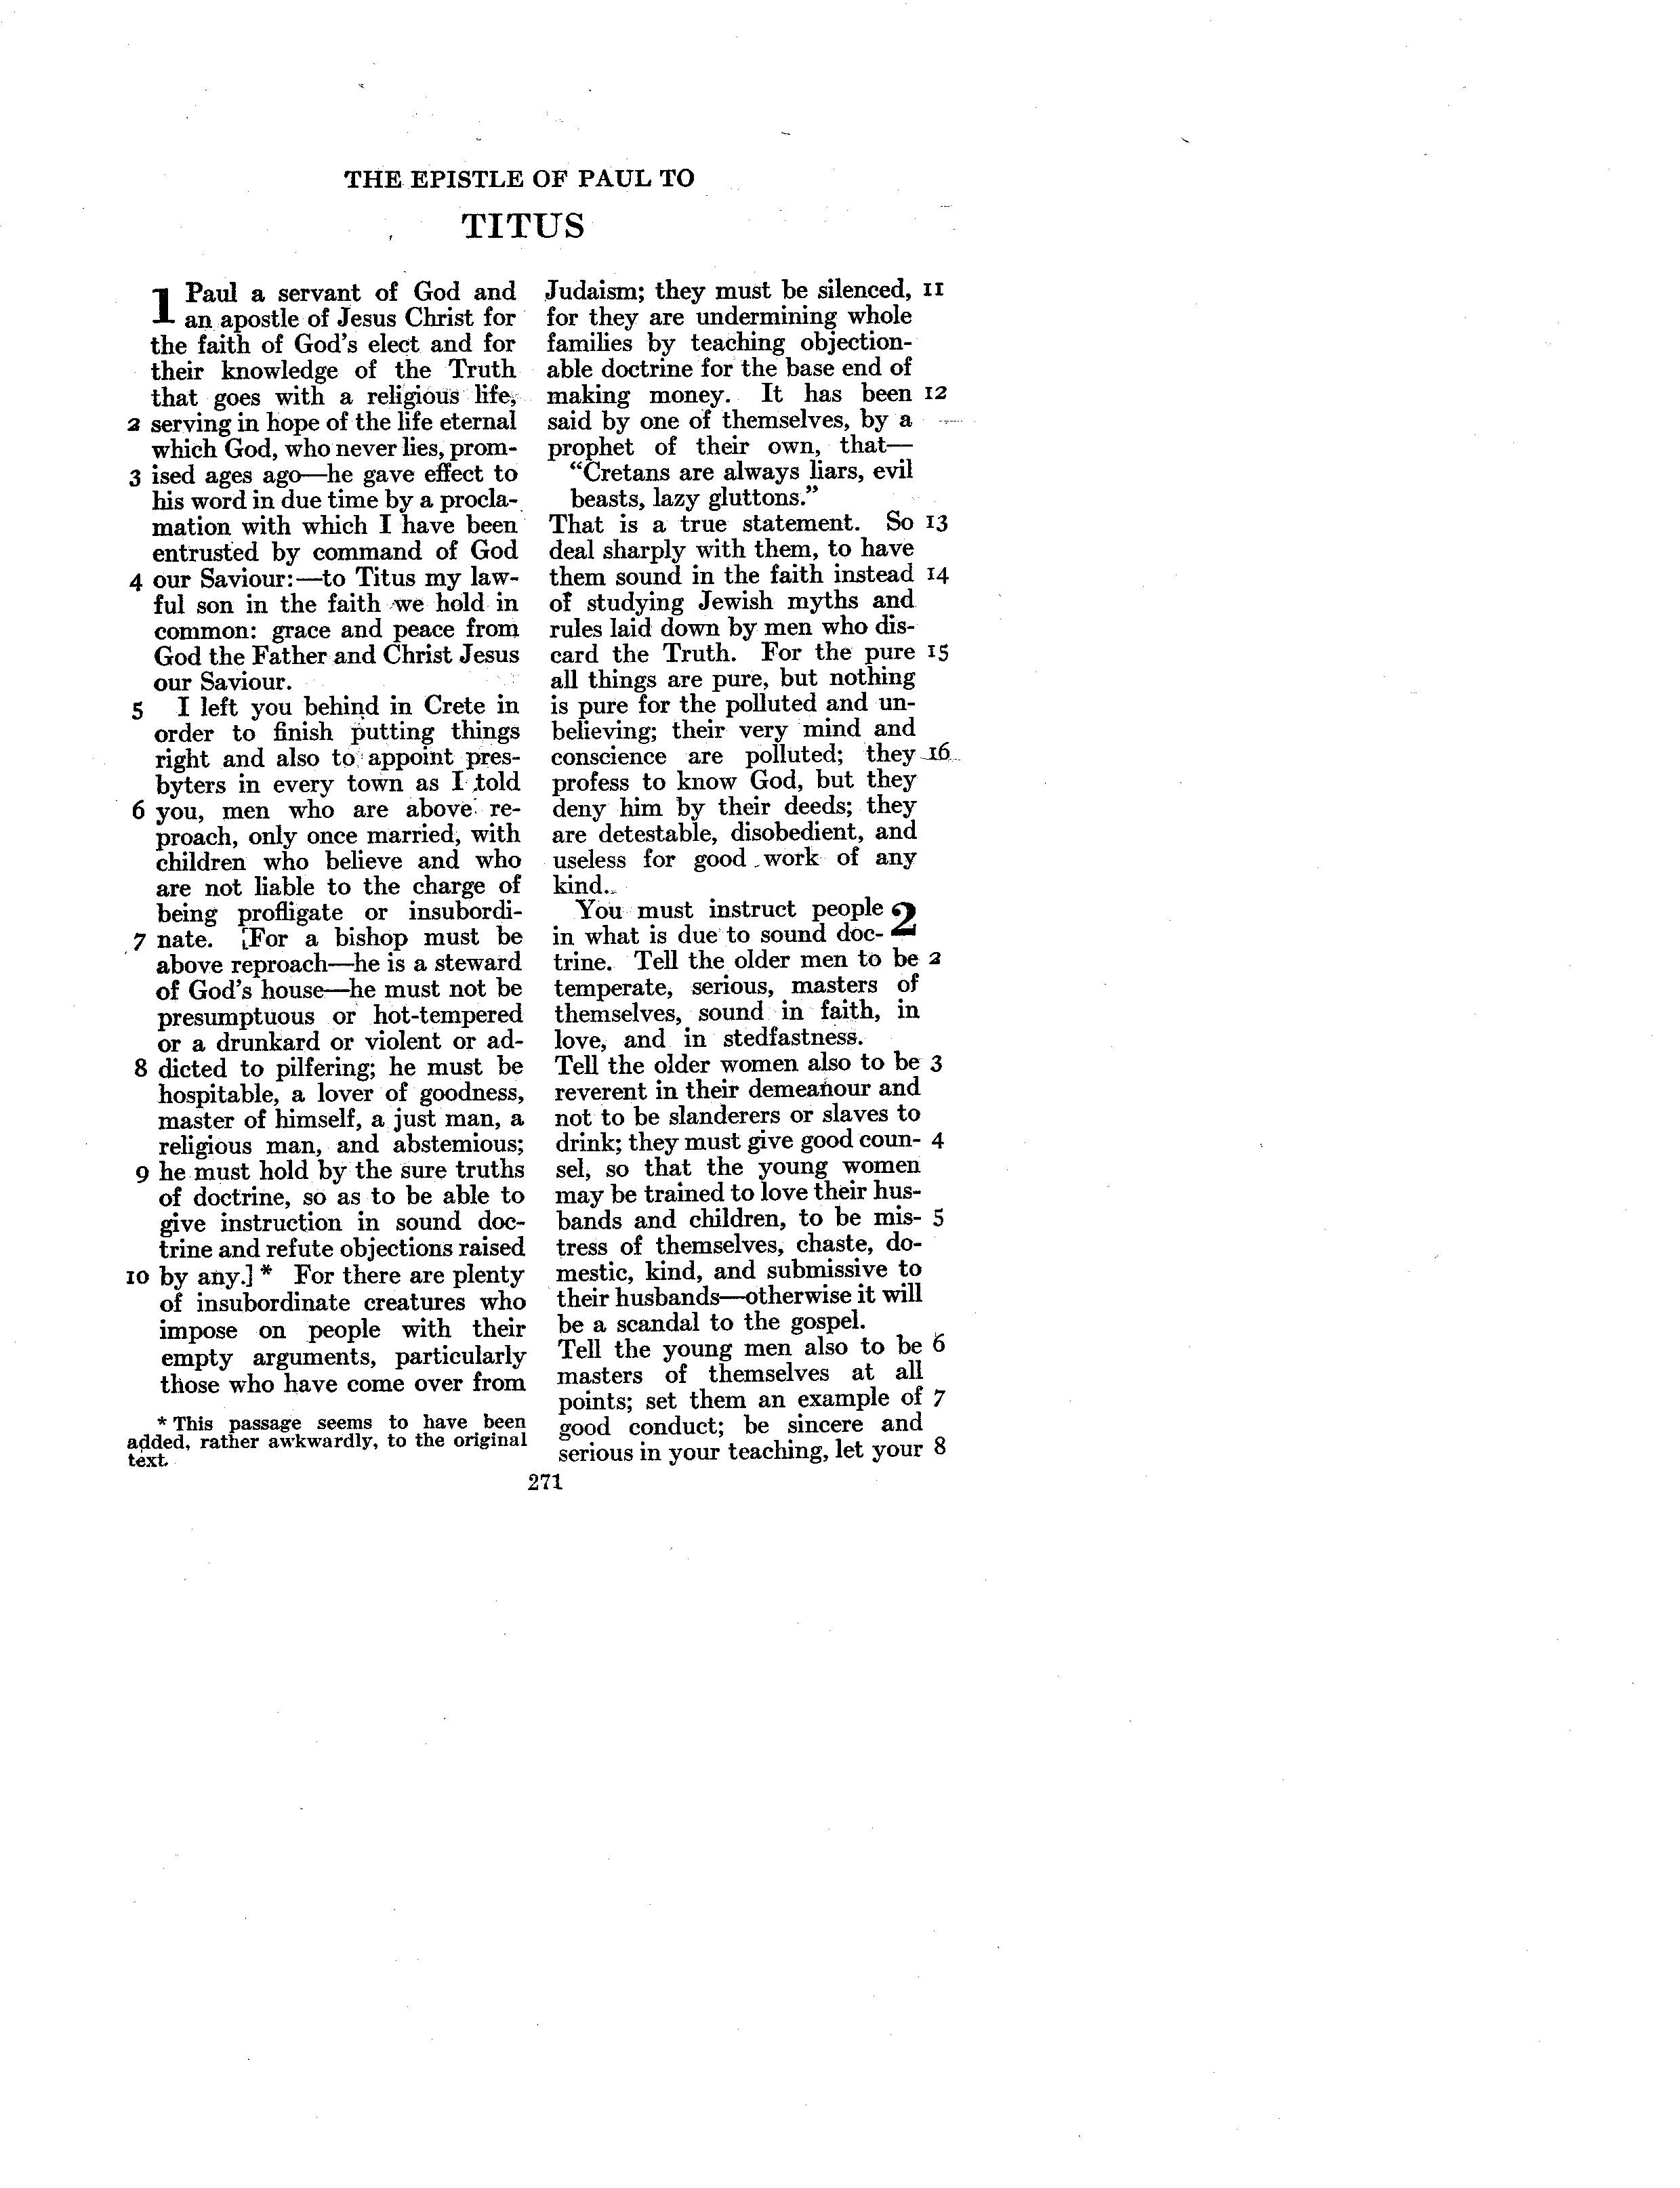 THE EPISTLE OF PAUL TO
TITUS
1 Paul a servant of God and
an apostle of Jesus Christ for
the faith of God's elect and for
their knowledge of the Truth
that goes with a religious life,
2 serving in hope of the life eternal
which God, who never lies, prom-
3 ised ages ago—he gave effect to
his word in due time by a procla-
mation with which I have been
entrusted by command of God
4 our Saviour:—to Titus my law-
ful son in the faith we hold in
common: grace and peace from
God the Father and Christ Jesus
our Saviour.
5 I left you behind in Crete in
order to finish putting things
right and also to appoint pres-
byters in every town as I told
6 you, men who are above re-
proach, only once married, with
children who believe and who
are not liable to the charge of
being profligate or insubordi-
7 nate. [For a bishop must be
above reproach—he is a steward
of God's house—he must not be
presumptuous or hot-tempered
or a drunkard or violent or ad-
8 dicted to pilfering; he must be
hospitable, a lover of goodness,
master of himself, a just man, a
religious man, and abstemious;
9 he must hold by the sure truths
of doctrine, so as to be able to
give instruction in sound doc-
trine and refute objections raised
10 by any.]* For there are plenty
of insubordinate creatures who
impose on people with their
empty arguments, particularly
those who have come over from
* This passage seems to have been
added, rather awkwardly, to the original
text.
Judaism; they must be silenced, 11
for they are undermining whole
families by teaching objection-
able doctrine for the base end of
making money. It has been 12
said by one of themselves, by a
prophet of their own, that—
"Cretans are always liars, evil
beasts, lazy gluttons."
That is a true statement. So 13
deal sharply with them, to have
them sound in the faith instead 14
of studying Jewish myths and
rules laid down by men who dis-
card the Truth. For the pure 15
all things are pure, but nothing
is pure for the polluted and un-
believing; their very mind and
conscience are polluted; they 16
profess to know God, but they
deny him by their deeds; they
are detestable, disobedient, and
useless for good work of any
kind.
You must instruct people 2
in what is due to sound doc-
trine. Tell the older men to be 2
temperate, serious, masters of
themselves, sound in faith, in
love, and in stedfastness.
Tell the older women also to be 3
reverent in their demeanour and
not to be slanderers or slaves to
drink; they must give good coun- 4
sel, so that the young women
may be trained to love their hus-
bands and children, to be mis- 5
tress of themselves, chaste, do-
mestic, kind, and submissive to
their husbands—otherwise it will
be a scandal to the gospel.
Tell the young men also to be 6
masters of themselves at all
points; set them an example of 7
good conduct; be sincere and
serious in your teaching, let your 8
271